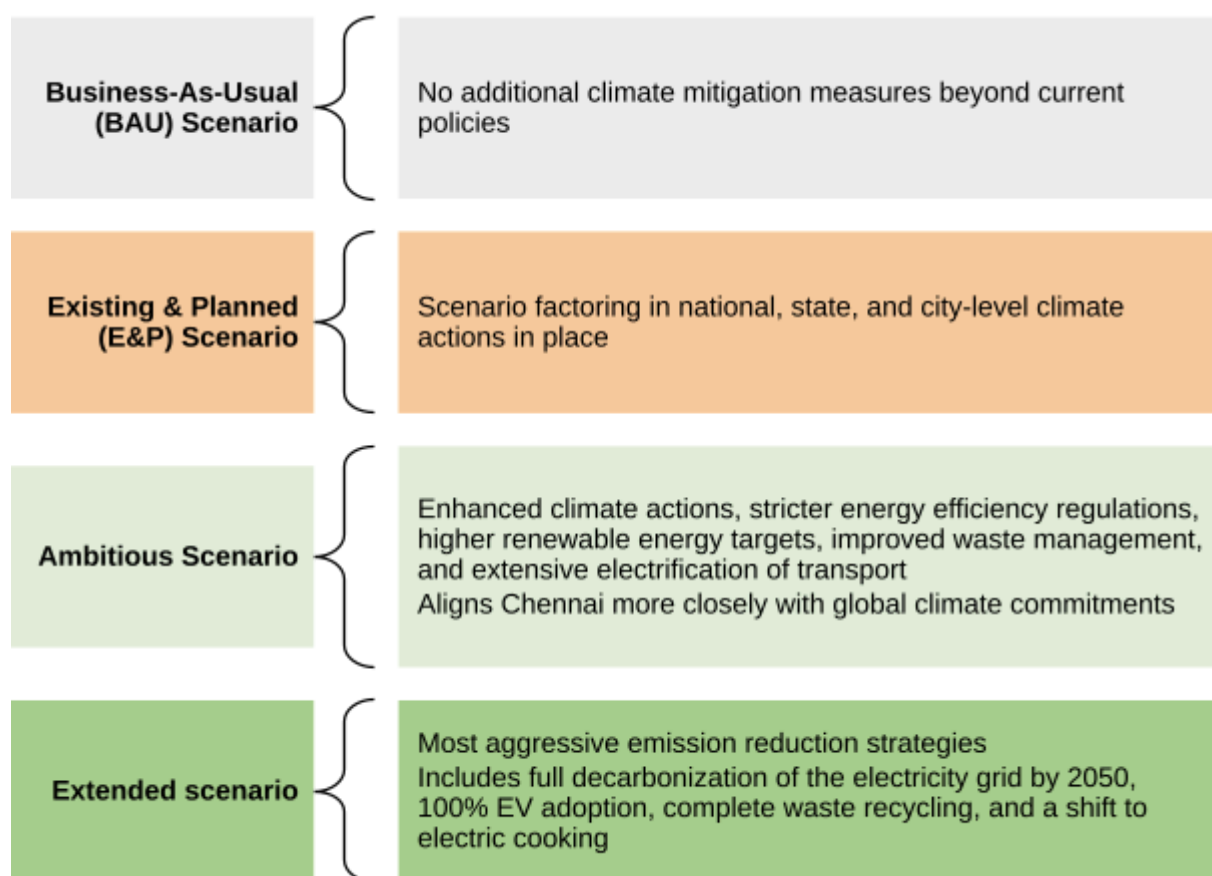 Business-As-Usual
(BAU) Scenario
No additional climate mitigation measures beyond current
policies
Existing & Planned
(E&P) Scenario
Scenario factoring in national, state, and city-level climate
actions in place
Ambitious Scenario
Enhanced climate actions, stricter energy efficiency regulations,
higher renewable energy targets, improved waste management,
and extensive electrification of transport
Aligns Chennai more closely with global climate commitments
Extended scenario
Most aggressive emission reduction strategies
Includes full decarbonization of the electricity grid by 2050,
100% EV adoption, complete waste recycling, and a shift to
electric cooking